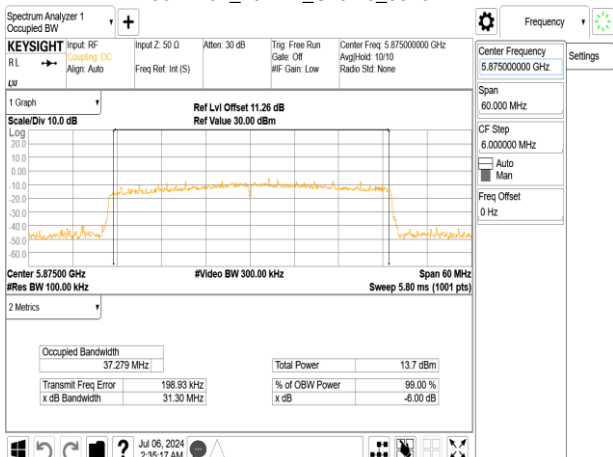 Spectrum Analyzer 1
Occupied BW
+
Frequency
KEYSIGHT
RL
Input: RF
Coupling: DC
Align: Auto
Input Z: 50 Ω
Freq Ref: Int (S)
Atten: 30 dB
Trig: Free Run
Gate: Off
#IF Gain: Low
Center Freq: 5.875000000 GHz
Avg|Hold: 10/10
Radio Std: None
Center Frequency
5.875000000 GHz
Settings
Span
60.000 MHz
CF Step
6.000000 MHz
Auto
Man
Freq Offset
0 Hz
1 Graph
Scale/Div 10.0 dB
Ref Lvl Offset 11.26 dB
Ref Value 30.00 dBm
Log
20.0
10.0
0.00
-10.0
-20.0
-30.0
-40.0
-50.0
-60.0
Center 5.87500 GHz
#Video BW 300.00 kHz
Span 60 MHz
#Res BW 100.00 kHz
Sweep 5.80 ms (1001 pts)
2 Metrics
Occupied Bandwidth
37.279 MHz
Total Power 13.7 dBm
Transmit Freq Error 198.93 kHz
% of OBW Power 99.00 %
x dB Bandwidth 31.30 MHz
x dB -6.00 dB
?
Jul 06, 2024
2:35:17 AM